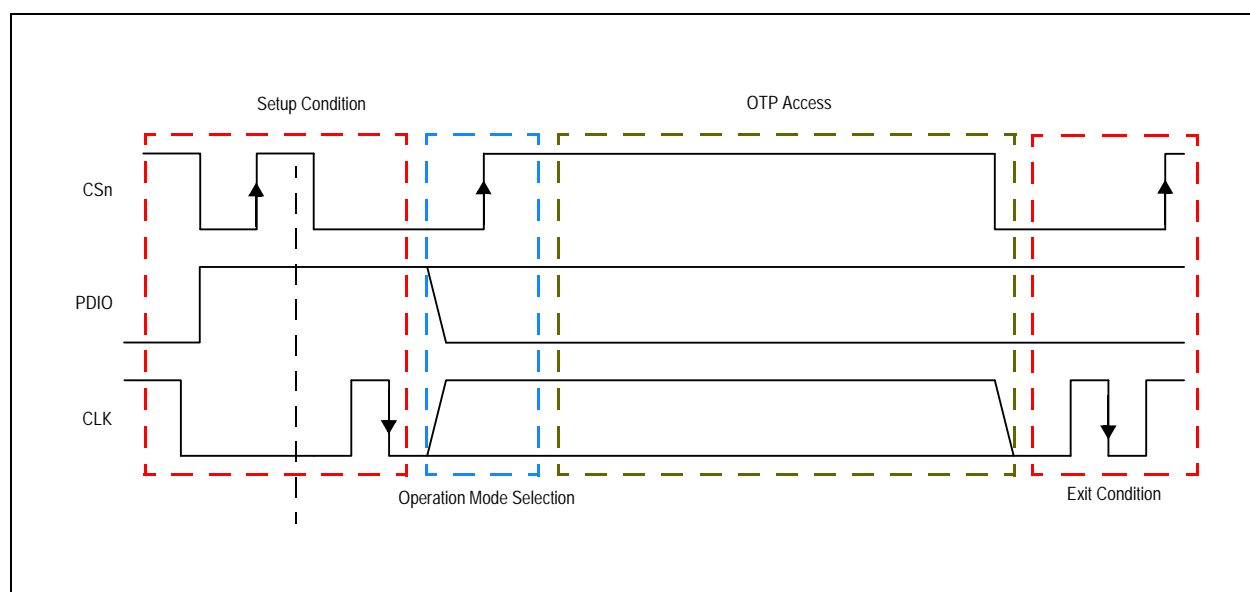 Setup Condition
OTP Access
CSn
PDIO
CLK
Operation Mode Selection
Exit Condition